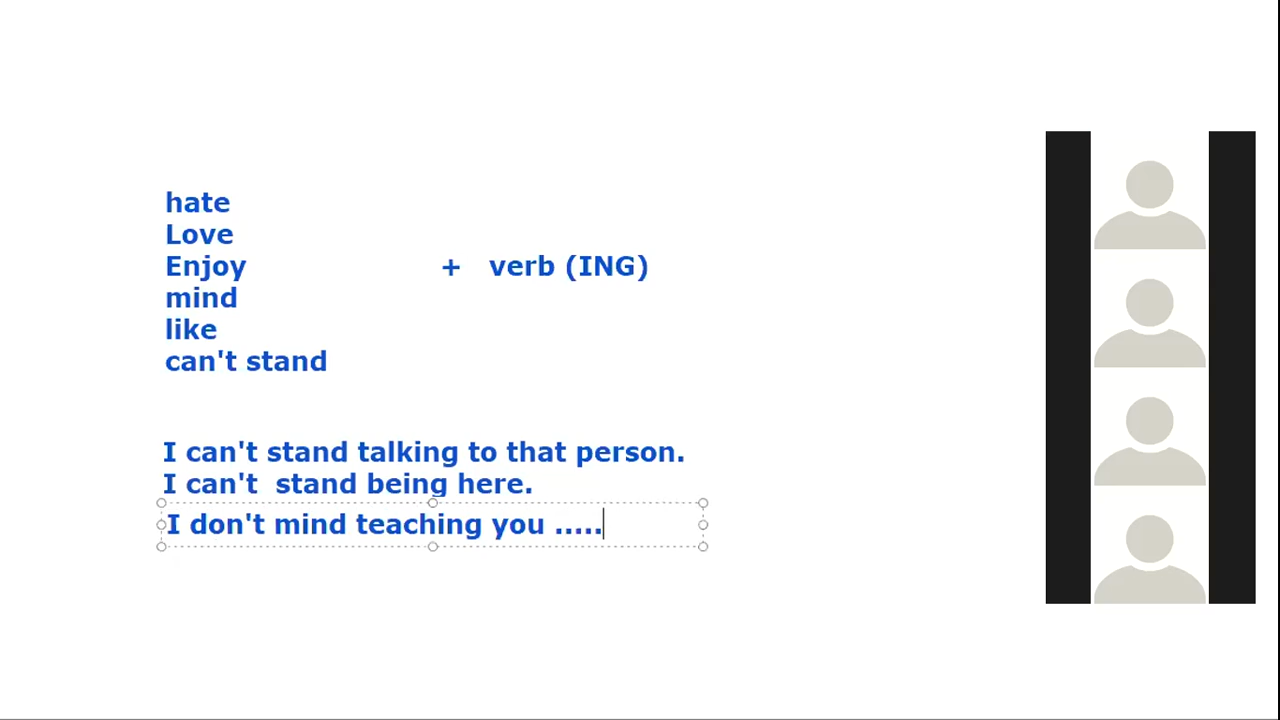 hate
Love
Enjoy + verb (ING)
mind
like
can't stand
I can't stand talking to that person.
I can't  stand being here.
I don't mind teaching you .....